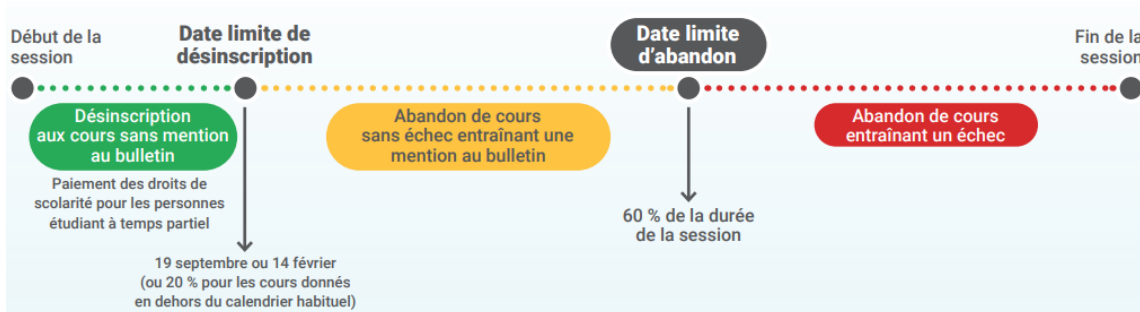 Début de la
session
Date limite de
désinscription
Date limite
d'abandon
Fin de la
session
Désinscription
aux cours sans mention
au bulletin
Abandon de cours
sans échec entraînant une
mention au bulletin
Abandon de cours
entraînant un échec
Paiement des droits de
scolarité pour les personnes
étudiant à temps partiel
60 % de la durée
de la session
19 septembre ou 14 février
(ou 20 % pour les cours donnés
en dehors du calendrier habituel)